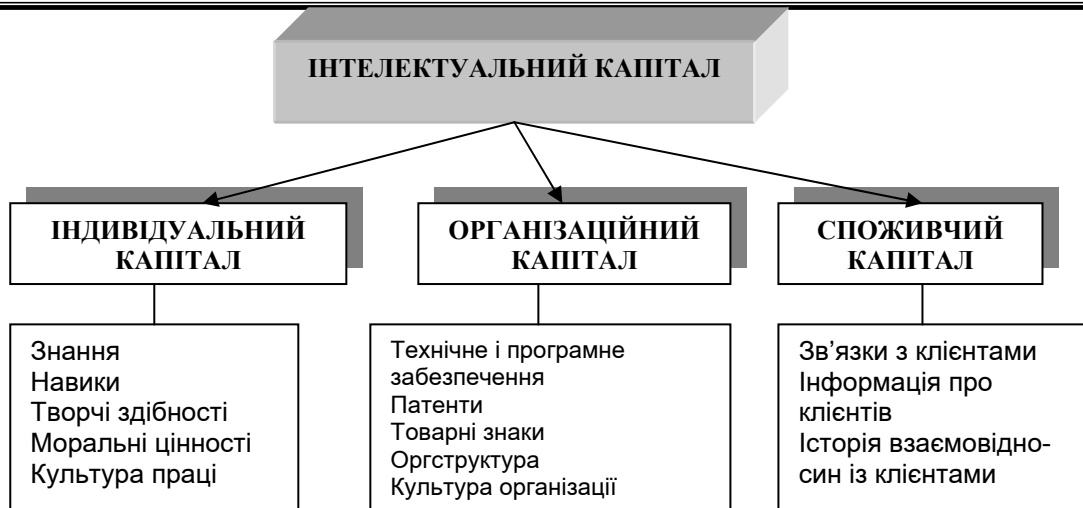 ІНТЕЛЕКТУАЛЬНИЙ КАПІТАЛ
ІНДИВІДУАЛЬНИЙ
КАПІТАЛ
Знання
Навики
Творчі здібності
Моральні цінності
Культура праці
ОРГАНІЗАЦІЙНИЙ
КАПІТАЛ
Технічне і програмне
забезпечення
Патенти
Товарні знаки
Оргструктура
Культура організації
СПОЖИВЧИЙ
КАПІТАЛ
Зв’язки з клієнтами
Інформація про
клієнтів
Історія взаємовідно-
син із клієнтами